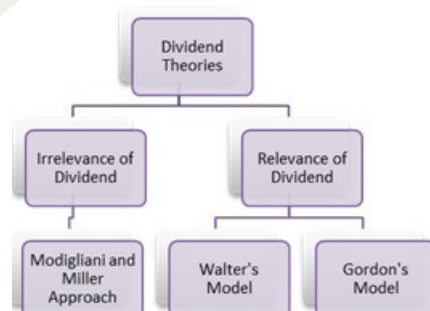 Dividend
Theories
Irrelevance of
Dividend
Relevance of
Dividend
Modigliani and
Miller
Approach
Walter's
Model
Gordon's
Model